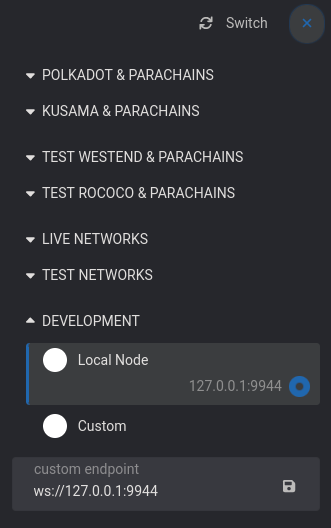 Switch
POLKADOT & PARACHAINS
KUSAMA & PARACHAINS
TEST WESTEND & PARACHAINS
TEST ROCOCO & PARACHAINS
LIVE NETWORKS
TEST NETWORKS
DEVELOPMENT
Local Node
127.0.0.1:9944
Custom
custom endpoint
ws://127.0.0.1:9944